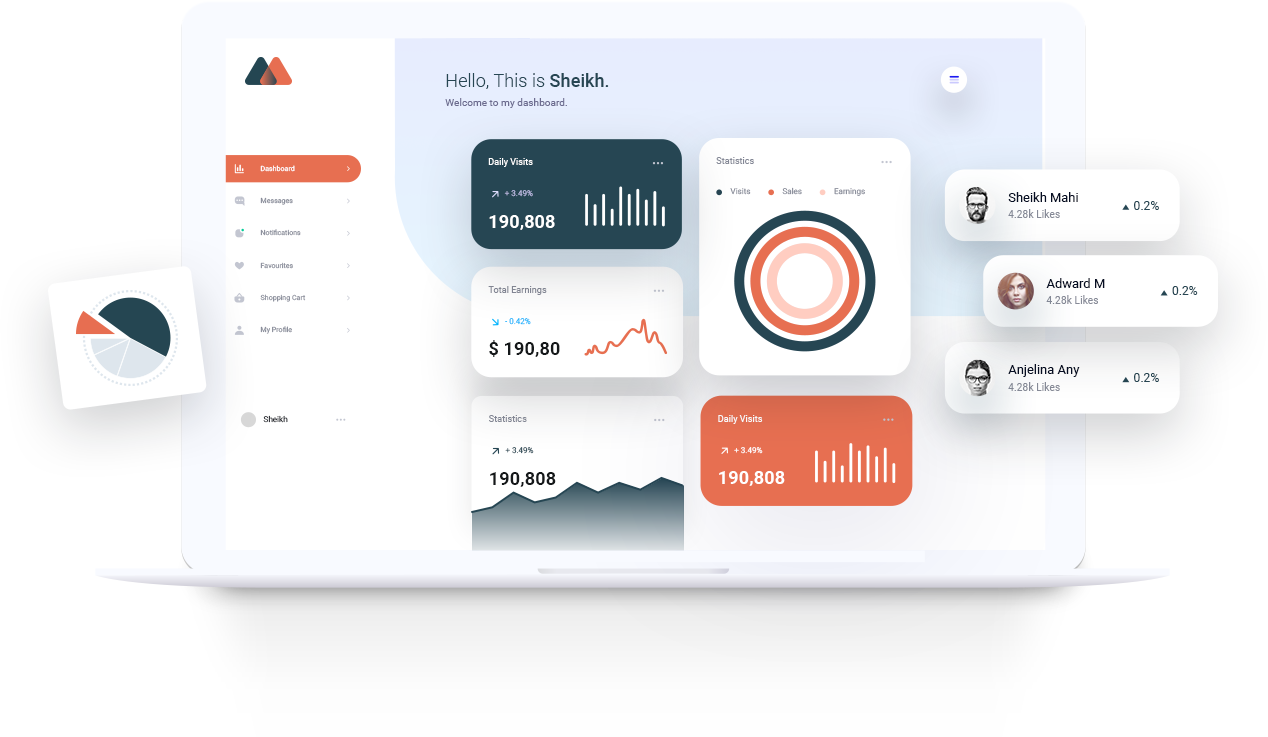 Hello, This is Sheikh.
Welcome to my dashboard.
Dashboard
Messages
Notifications
Favourites
Shopping Cart
My Profile
Sheikh
Daily Visits
+ 3.49%
190,808
Statistics
Visits
Sales
Earnings
Total Earnings
- 0.42%
$ 190,80
Statistics
+ 3.49%
190,808
Daily Visits
+ 3.49%
190,808
Sheikh Mahi
4.28k Likes
0.2%
Adward M
4.28k Likes
0.2%
Anjelina Any
4.28k Likes
0.2%